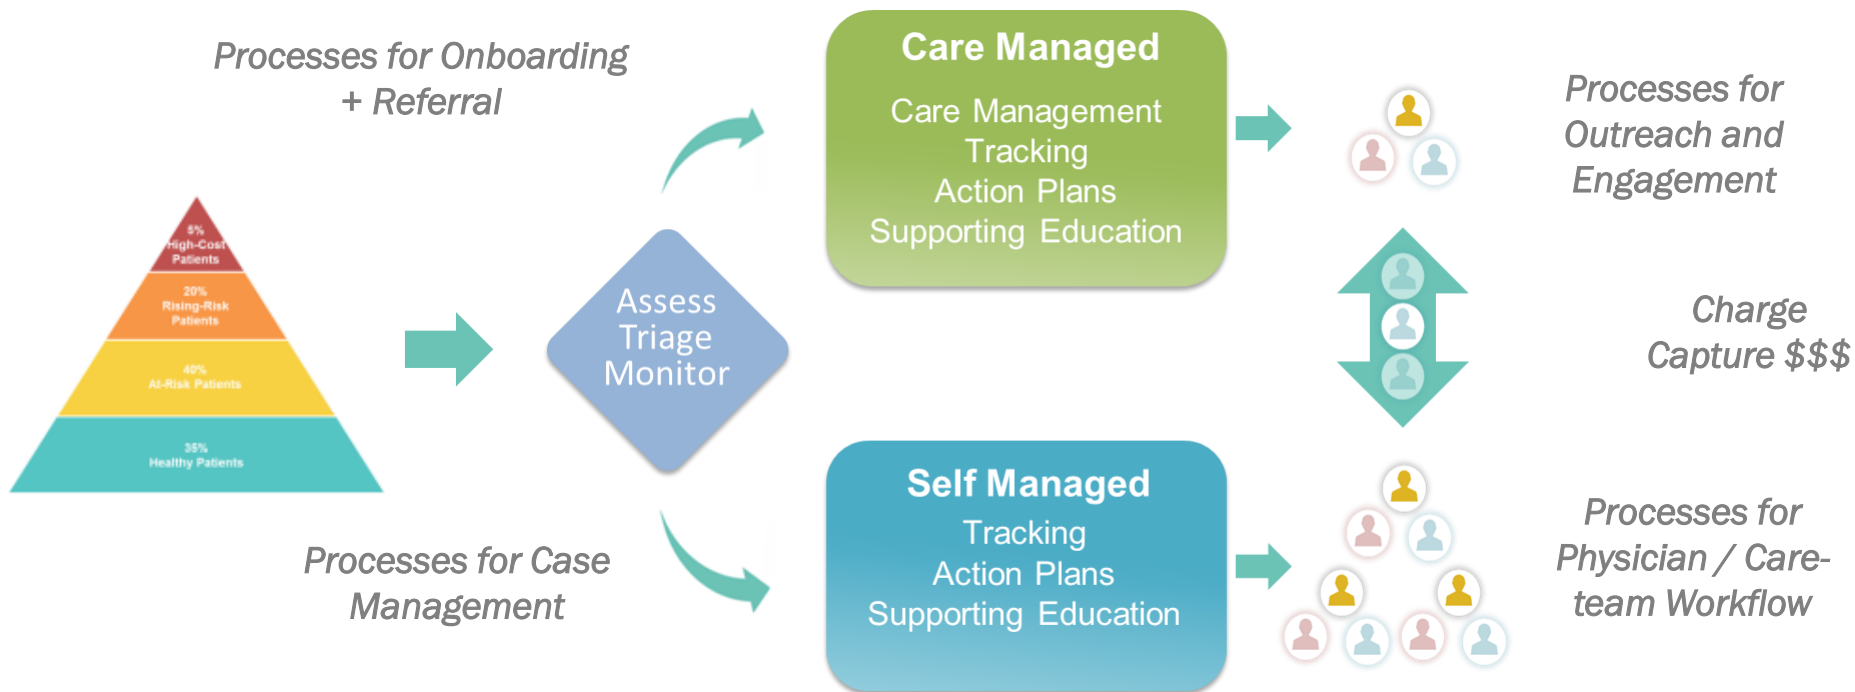 Processes for Onboarding
+ Referral
5%
High-Cost
Patients
20%
Rising-Risk
Patients
40%
At-Risk Patients
35%
Healthy Patients
Assess
Triage
Monitor
Processes for Case
Management
Care Managed
Care Management
Tracking
Action Plans
Supporting Education
Self Managed
Tracking
Action Plans
Supporting Education
Processes for
Outreach and
Engagement
Charge
Capture $$$
Processes for
Physician / Care-
team Workflow